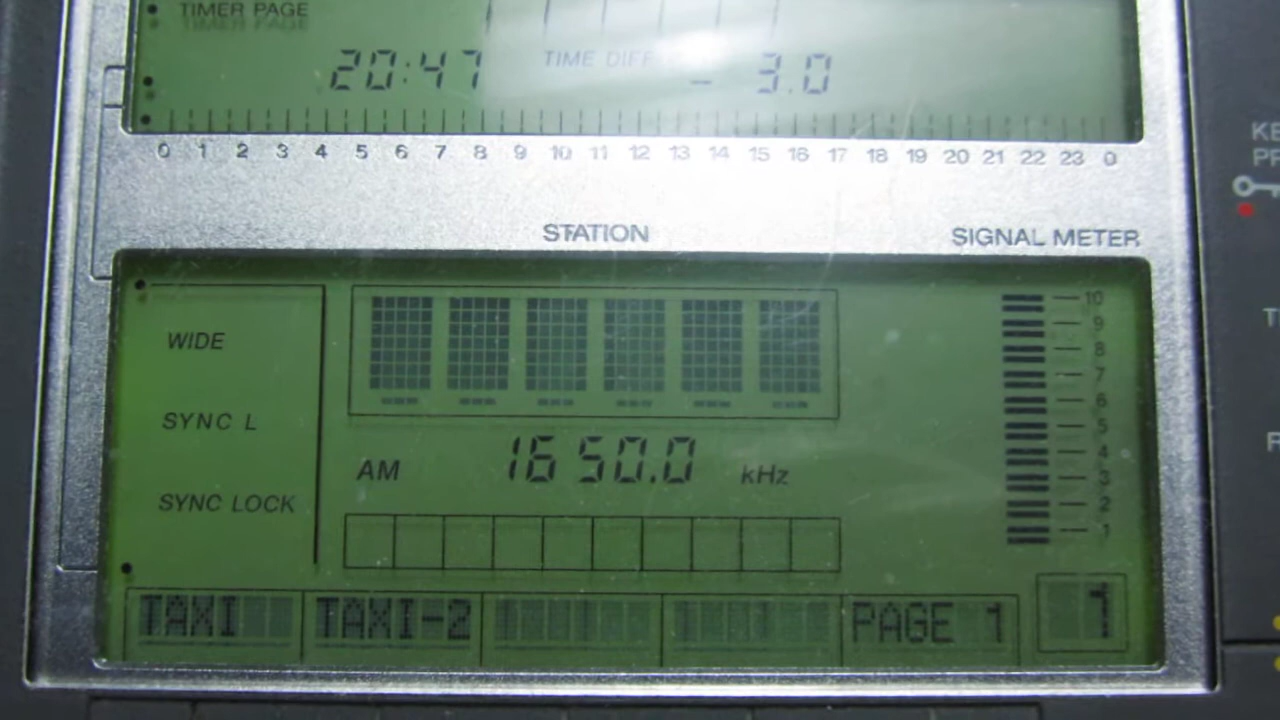 TIMER PAGE
20:47 TIME DIFF - 3.0
0 1 2 3 4 5 6 7 8 9 10 11 12 13 14 15 16 17 18 19 20 21 22 23 0
STATION
SIGNAL METER
WIDE
SYNC L
SYNC LOCK
AM 1650.0 kHz
10
9
8
7
6
5
4
3
2
1
TAXI TAXI-2 PAGE 1 1